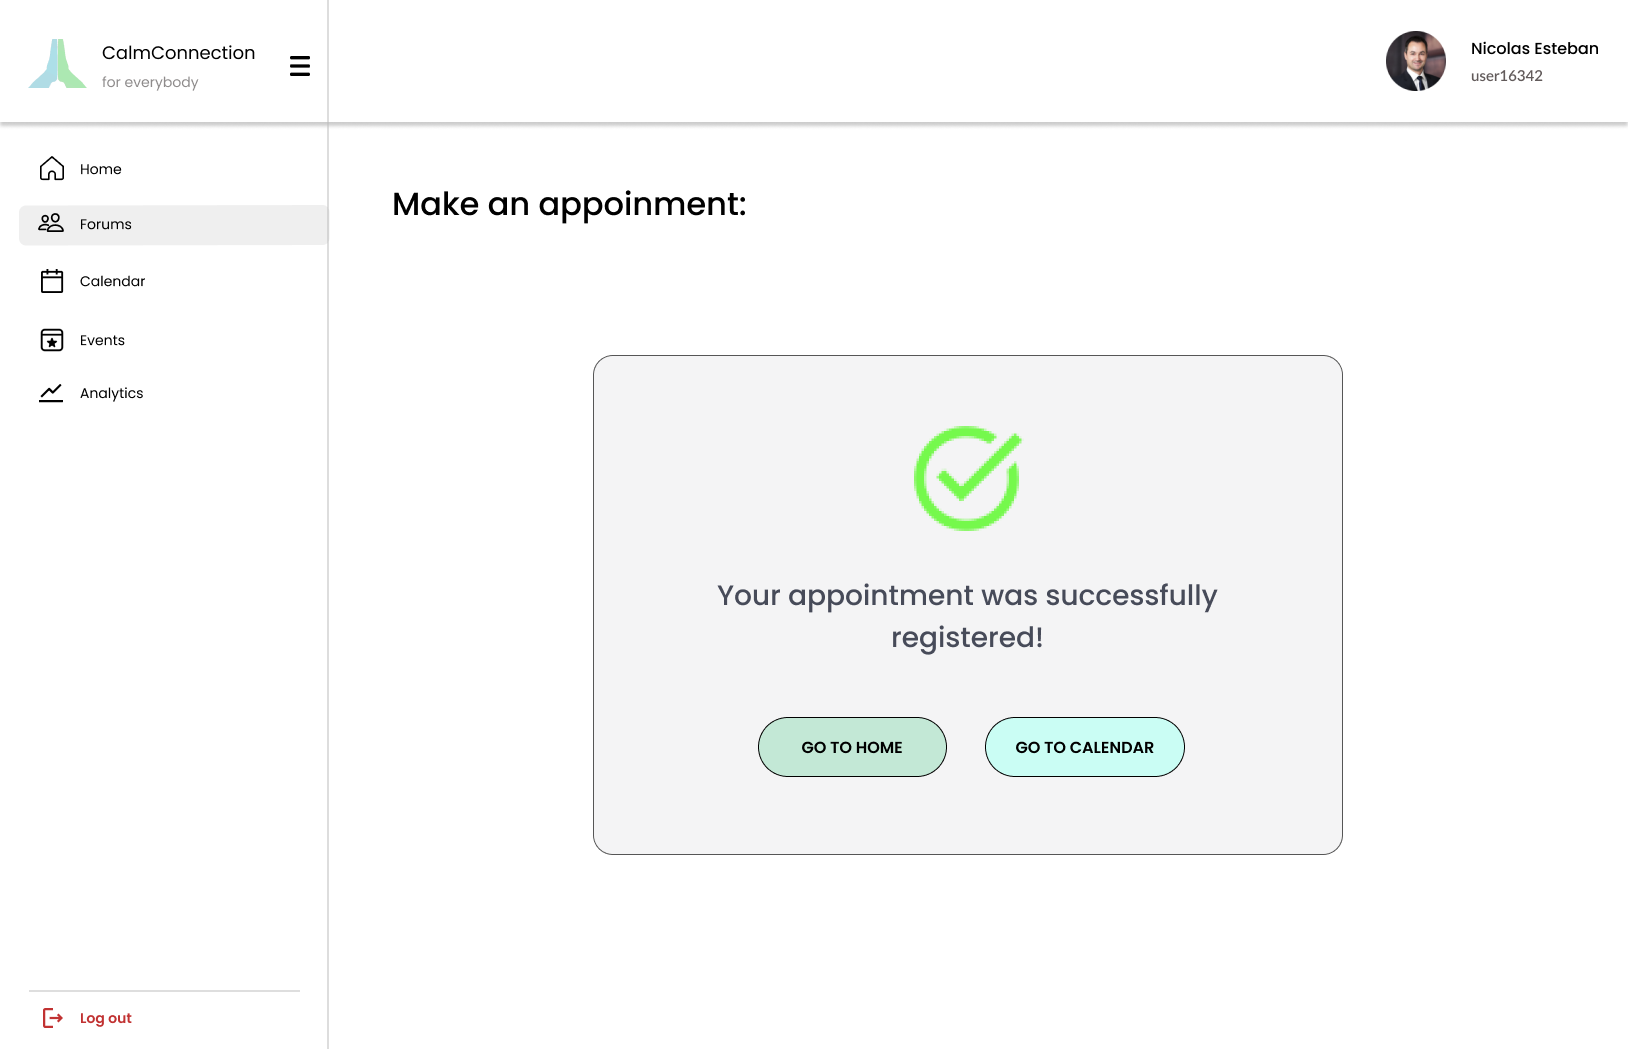 CalmConnection
for everybody
Nicolas Esteban
user16342
Home
Forums
Calendar
Events
Analytics
Log out
Make an appoinment:
Your appointment was successfully
registered!
GO TO HOME
GO TO CALENDAR